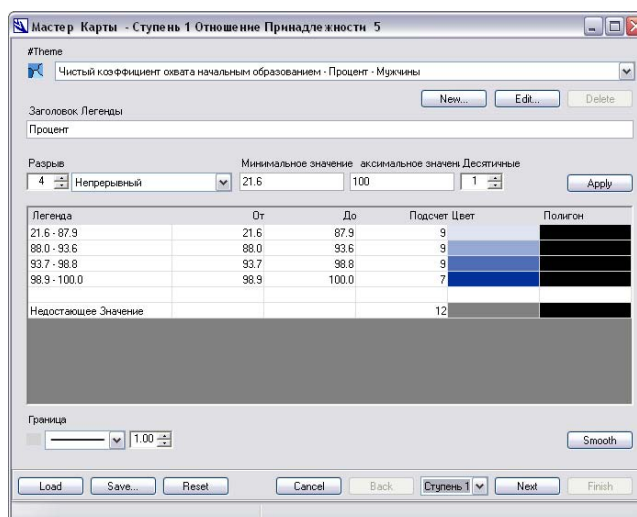 Мастер Карты - Ступень 1 Отношение Принадлежности 5
#Theme
Чистый коэффициент охвата начальным образованием - Процент - Мужчины
New... Edit... Delete
Заголовок Легенды
Процент
Разрыв Минимальное значение аксимальное значени Десятичные
4 Непрерывный 21.6 100 1 Apply
Легенда От До Подсчет Цвет Полигон
21.6 - 87.9 21.6 87.9 9
88.0 - 93.6 88.0 93.6 9
93.7 - 98.8 93.7 98.8 9
98.9 - 100.0 98.9 100.0 7
Недостающее Значение 12
Граница
1.00 Smooth
Load Save... Reset Cancel Back Ступень 1 Next Finish